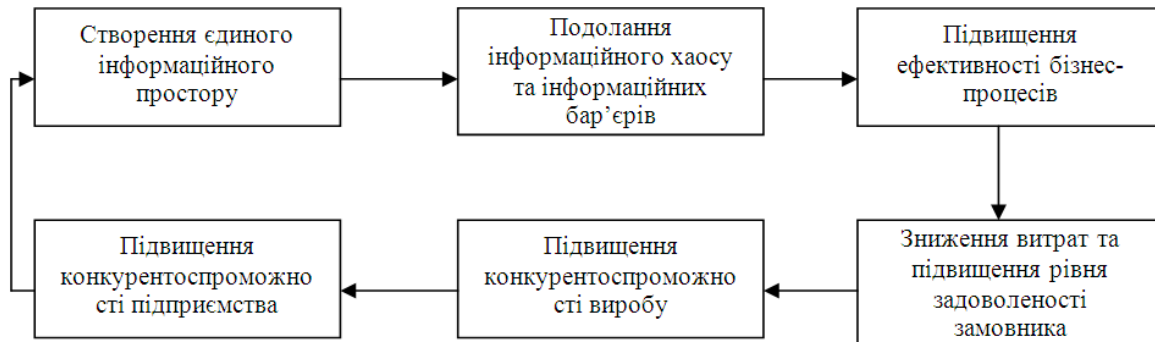 Створення єдиного
інформаційного
простору
Подолання
інформаційного хаосу
та інформаційних
бар’єрів
Підвищення
ефективності бізнес-
процесів
Зниження витрат та
підвищення рівня
задоволеності
замовника
Підвищення
конкурентоспроможно
сті виробу
Підвищення
конкурентоспроможно
сті підприємства